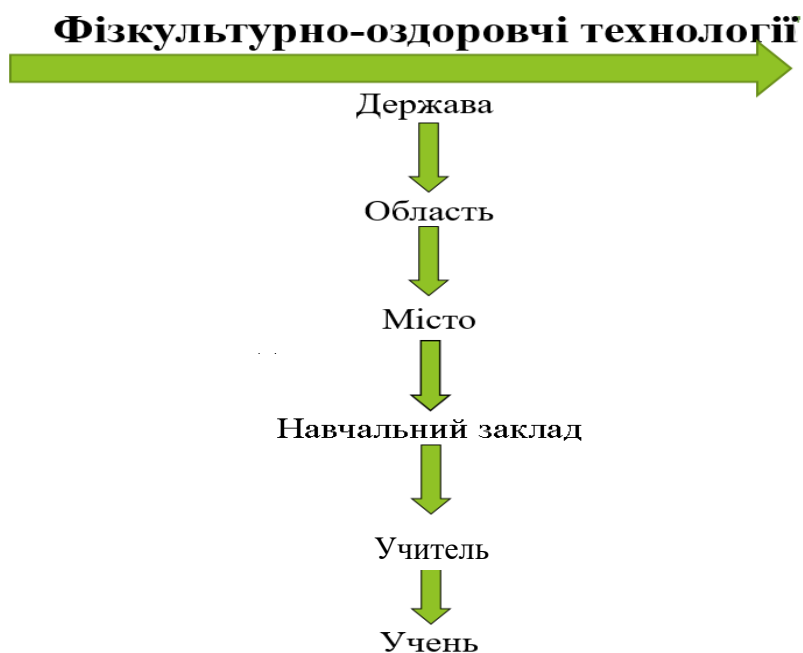 Фізкультурно-оздоровчі технології
Держава
Область
Місто
Навчальний заклад
Учитель
Учень